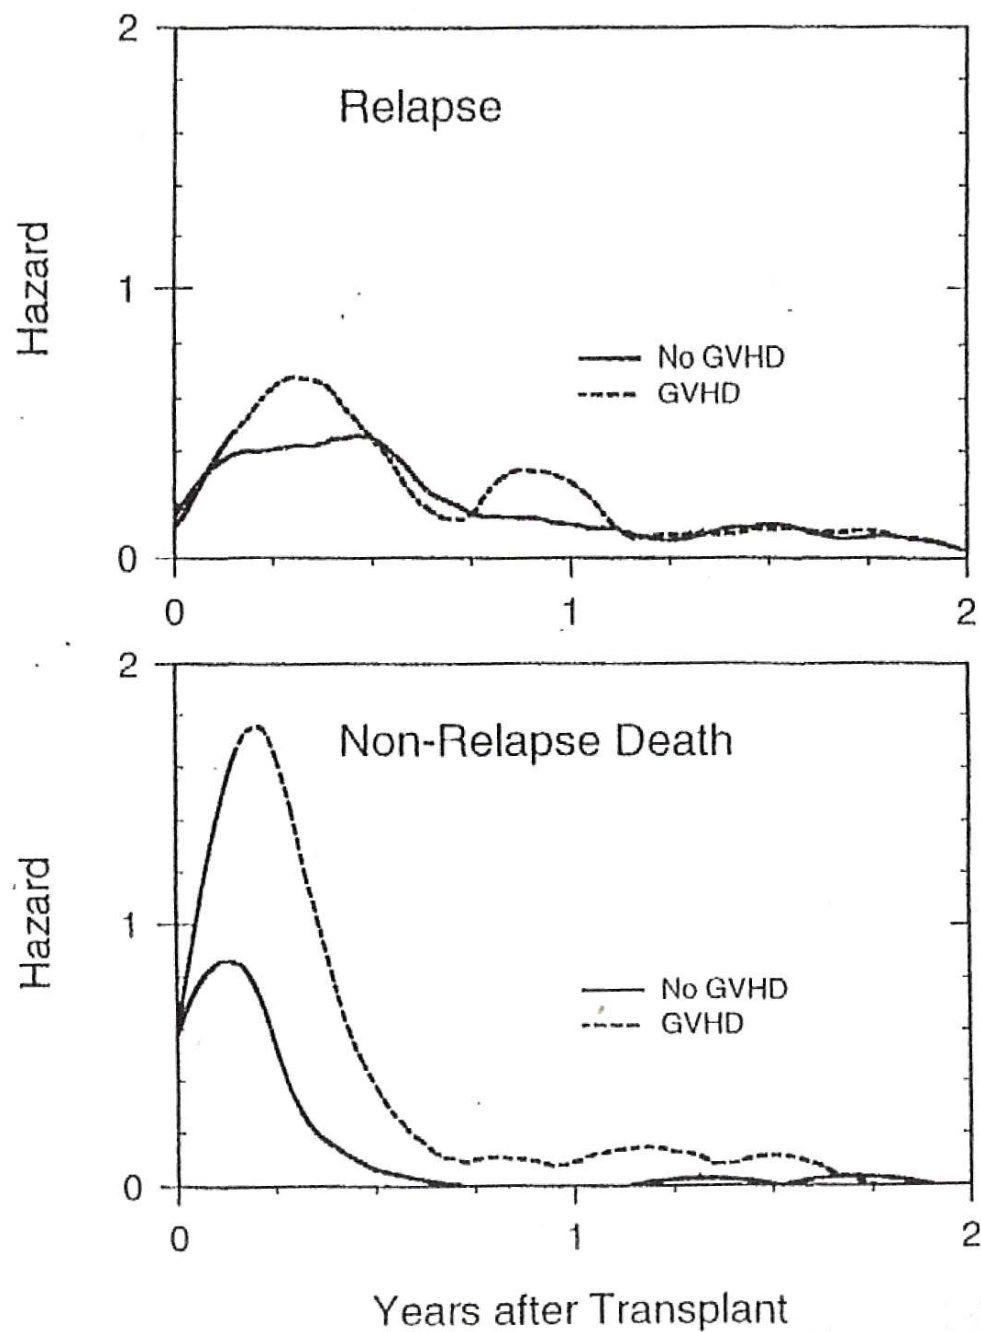 2
Relapse
Hazard
1
No GVHD
GVHD
0
0 1 2
2
Non-Relapse Death
Hazard
1
No GVHD
GVHD
0
0 1 2
Years after Transplant